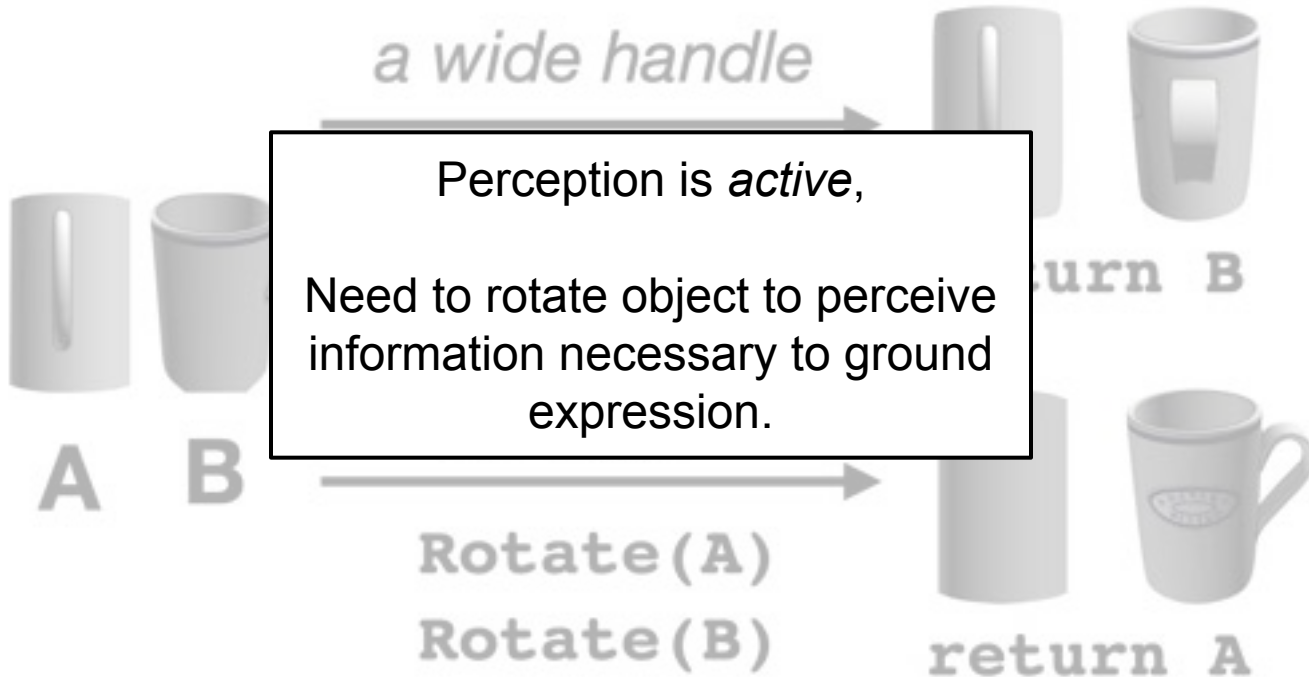 a wide handle
Perception is active,
Need to rotate object to perceive
information necessary to ground
expression.
turn B
A B
Rotate(A)
Rotate(B)
return A